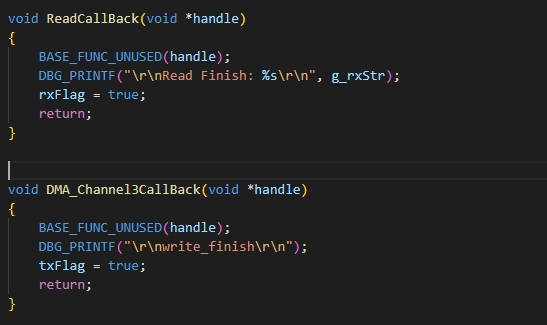 void ReadCallBack(void *handle)
{
    BASE_FUNC_UNUSED(handle);
    DBG_PRINTF("\r\nRead Finish: %s\r\n", g_rxStr);
    rxFlag = true;
    return;
}

void DMA_Channel3CallBack(void *handle)
{
    BASE_FUNC_UNUSED(handle);
    DBG_PRINTF("\r\nwrite_finish\r\n");
    txFlag = true;
    return;
}